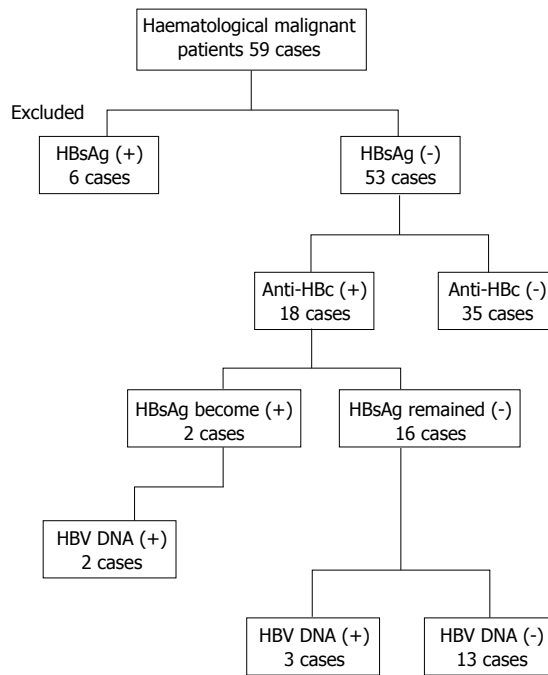 Haematological malignant
patients 59 cases
Excluded
HBsAg (+)
6 cases
HBsAg (-)
53 cases
Anti-HBc (+)
18 cases
Anti-HBc (-)
35 cases
HBsAg become (+)
2 cases
HBsAg remained (-)
16 cases
HBV DNA (+)
2 cases
HBV DNA (+)
3 cases
HBV DNA (-)
13 cases